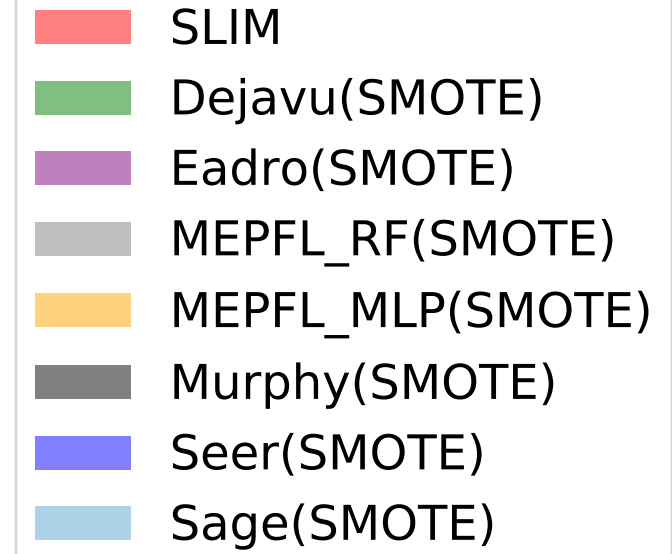 SLIM
Dejavu(SMOTE)
Eadro(SMOTE)
MEPFL_RF(SMOTE)
MEPFL_MLP(SMOTE)
Murphy(SMOTE)
Seer(SMOTE)
Sage(SMOTE)